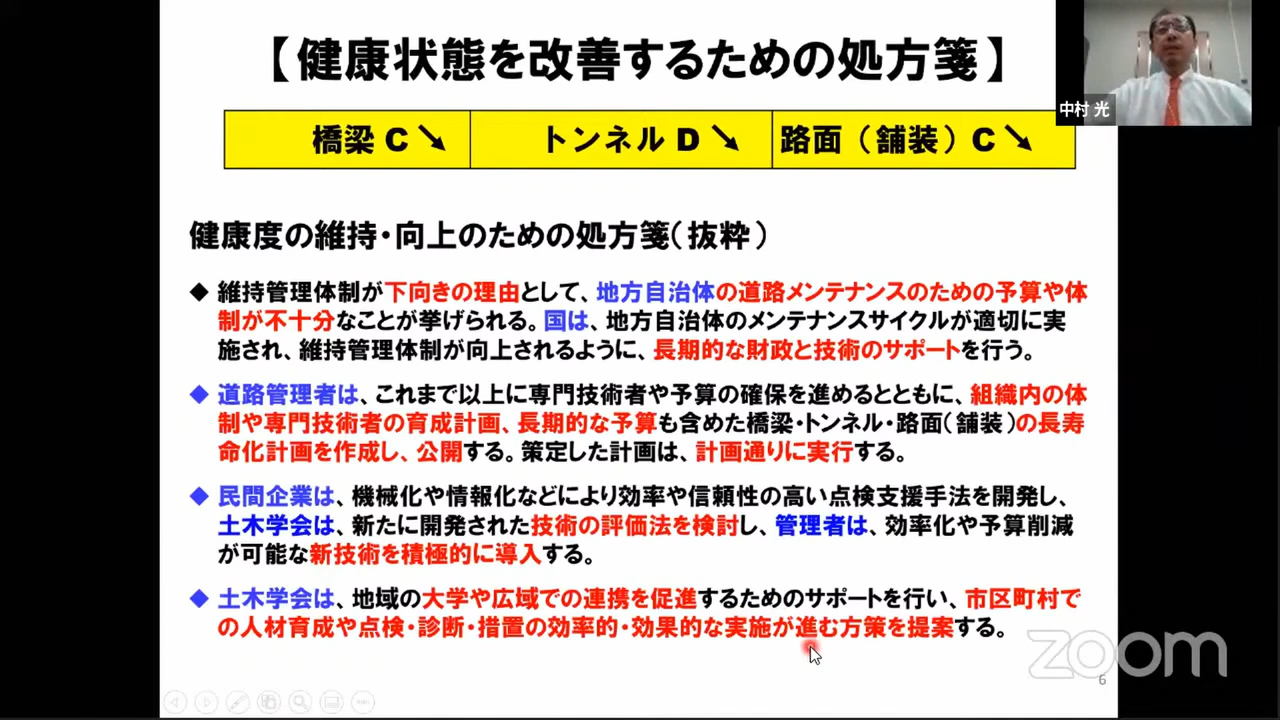 【健康状態を改善するための処方箋】
中村 光
橋梁 C ↘ トンネル D ↘ 路面（舗装）C ↘
健康度の維持・向上のための処方箋（抜粋）
◆ 維持管理体制が下向きの理由として、地方自治体の道路メンテナンスのための予算や体
制が不十分なことが挙げられる。国は、地方自治体のメンテナンスサイクルが適切に実
施され、維持管理体制が向上されるように、長期的な財政と技術のサポートを行う。
◆ 道路管理者は、これまで以上に専門技術者や予算の確保を進めるとともに、組織内の体
制や専門技術者の育成計画、長期的な予算も含めた橋梁・トンネル・路面（舗装）の長寿
命化計画を作成し、公開する。策定した計画は、計画通りに実行する。
◆ 民間企業は、機械化や情報化などにより効率や信頼性の高い点検支援手法を開発し、
土木学会は、新たに開発された技術の評価法を検討し、管理者は、効率化や予算削減
が可能な新技術を積極的に導入する。
◆ 土木学会は、地域の大学や広域での連携を促進するためのサポートを行い、市区町村で
の人材育成や点検・診断・措置の効率的・効果的な実施が進む方策を提案する。
zoom
6